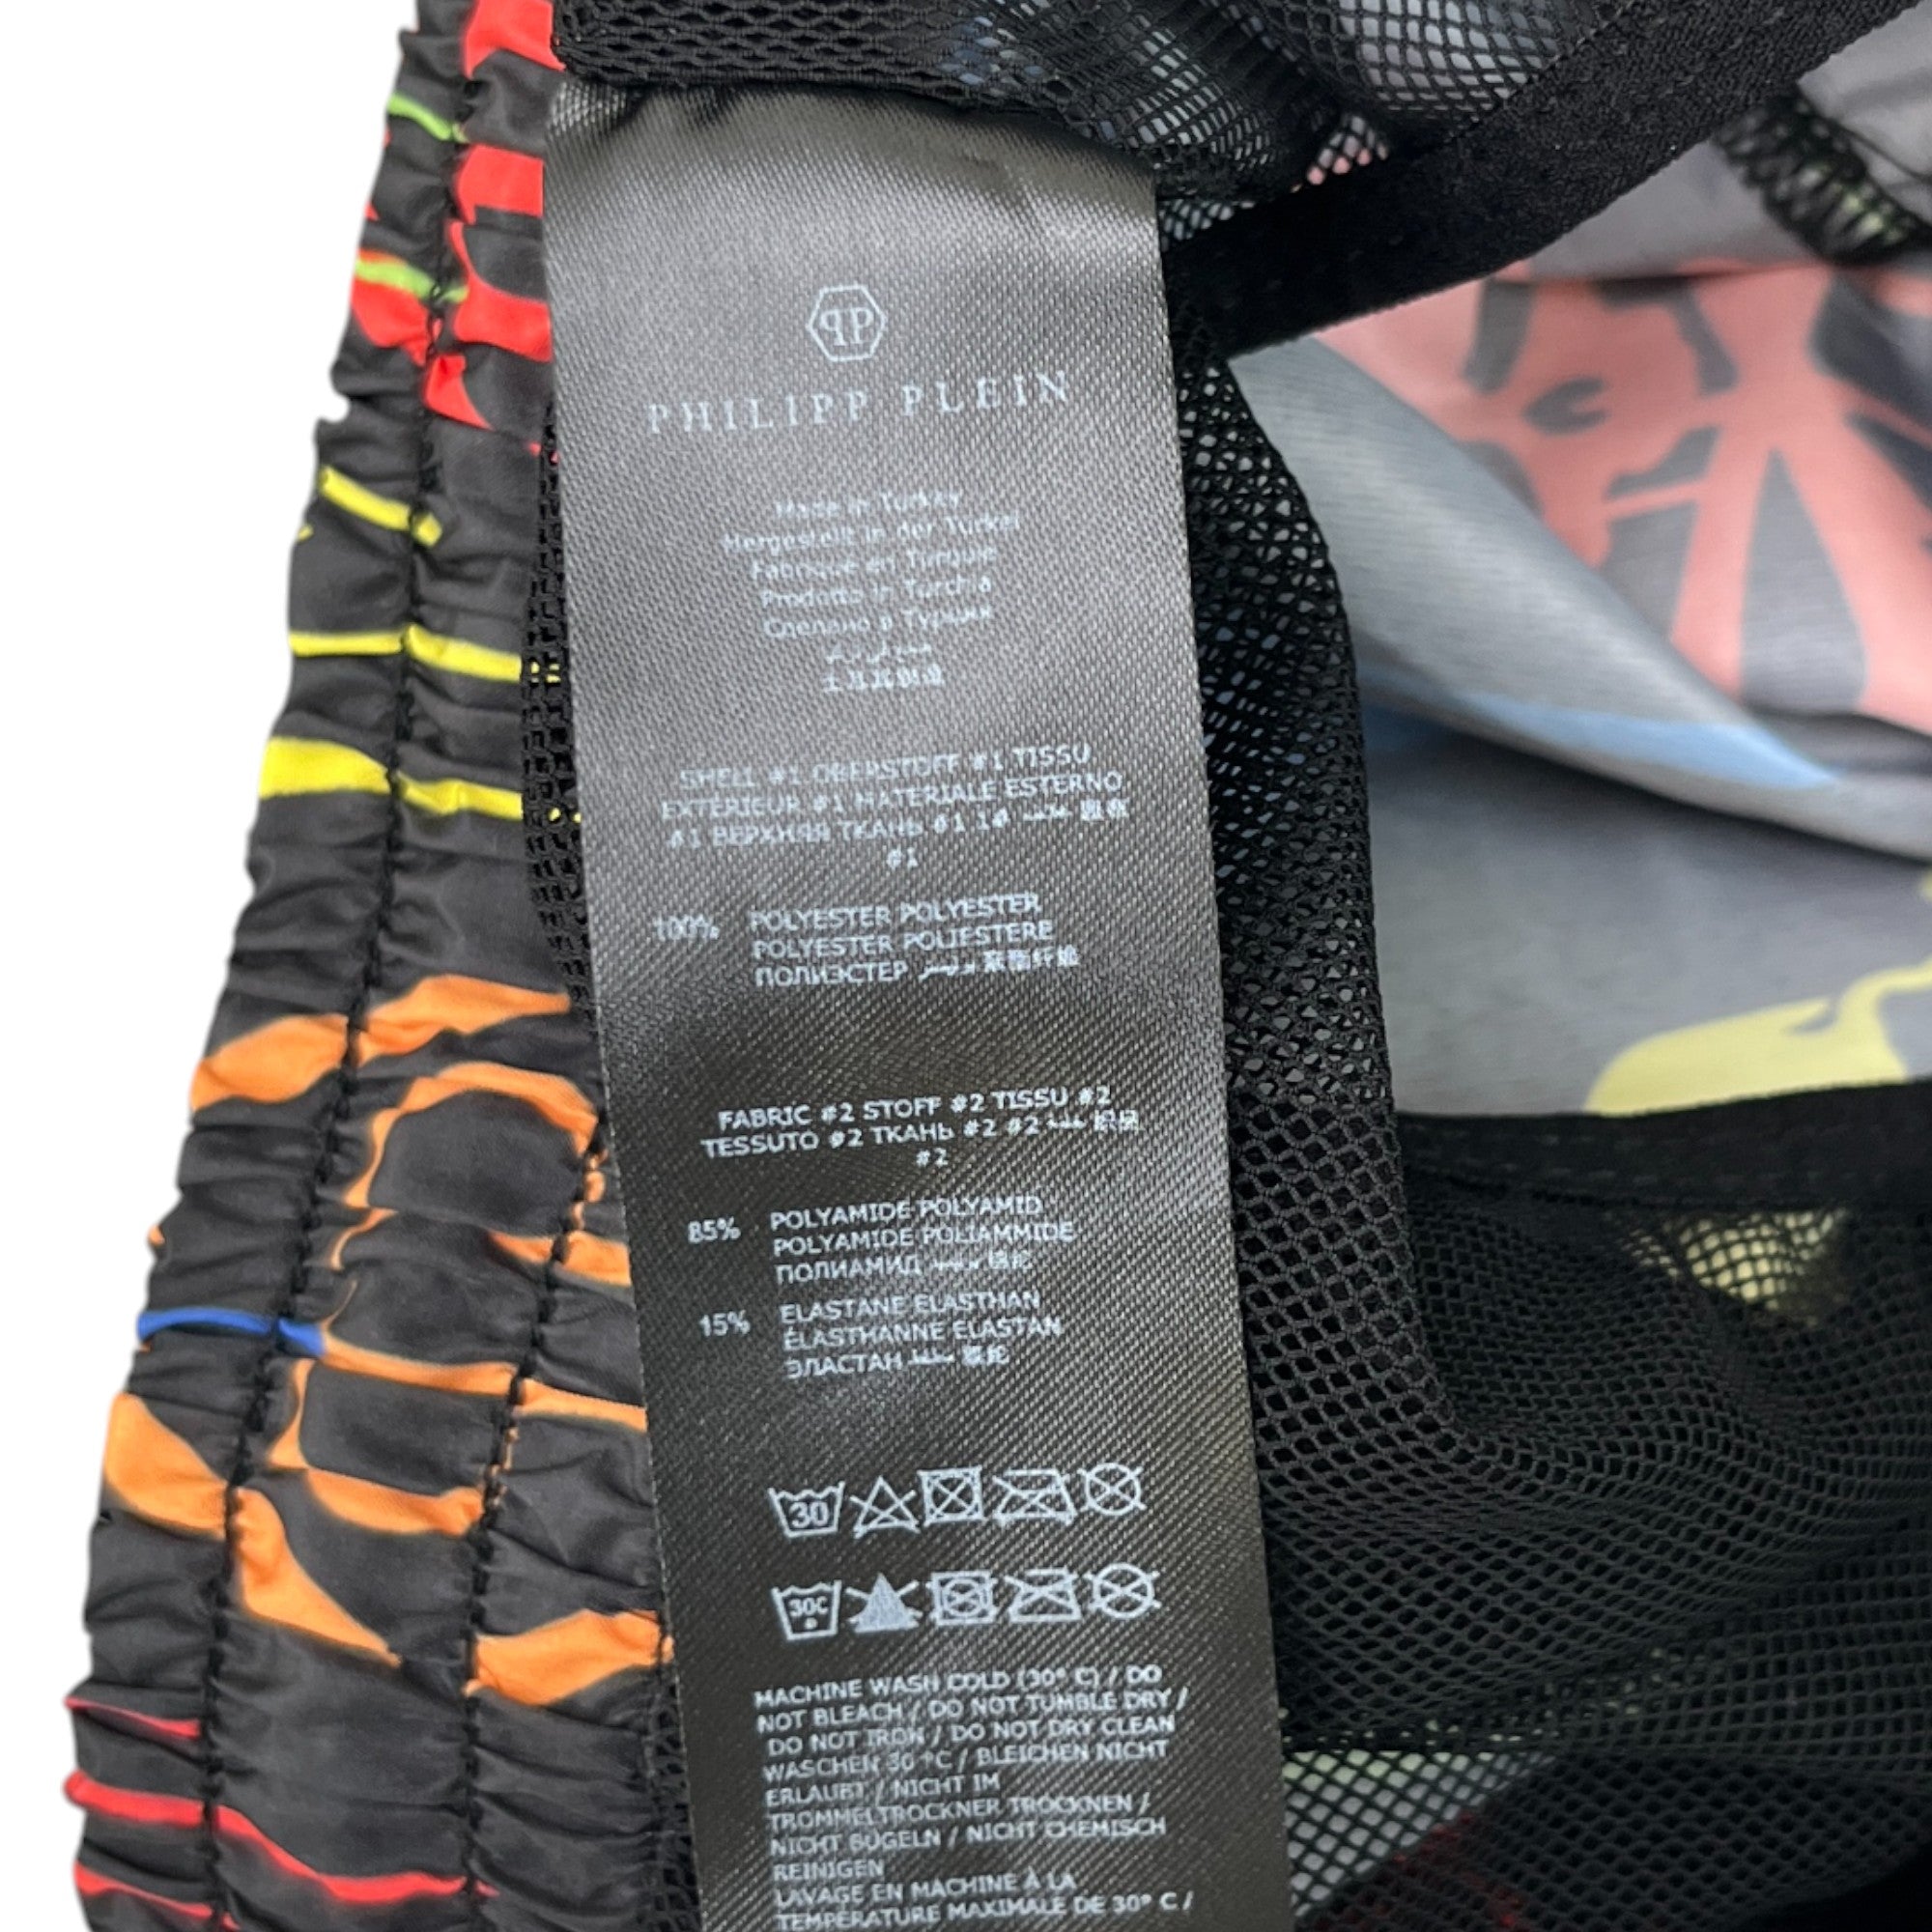 PHILIPP PLEIN
Made in Turkey
Hergestellt in der Türkei
Fabriqué en Turquie
Prodotto in Turchia
Сделано в Турции
SHELL #1 OBERSTOFF #1 TISSU
EXTERIEUR #1 MATERIALE ESTERNO
#1 ВЕРХНЯЯ ТКАНЬ #1 1#
#1
100% POLYESTER POLYESTER
POLYESTER POLIESTERE
ПОЛИЭСТЕР 聚酯纤维
FABRIC #2 STOFF #2 TISSU #2
TESSUTO #2 ТКАНЬ #2 #2
#2
85% POLYAMIDE POLYAMID
POLYAMIDE POLIAMMIDE
ПОЛИАМИД
15% ELASTANE ELASTHAN
ÉLASTHANNE ELASTAN
ЭЛАСТАН
30
30C
MACHINE WASH COLD (30° C) / DO
NOT BLEACH / DO NOT TUMBLE DRY /
DO NOT IRON / DO NOT DRY CLEAN
WASCHEN 30 °C / BLEICHEN NICHT
ERLAUBT / NICHT IM
TROMMELTROCKNER TROCKNEN /
NICHT BÜGELN / NICHT CHEMISCH
REINIGEN
LAVAGE EN MACHINE À LA
TEMPÉRATURE MAXIMALE DE 30° C /